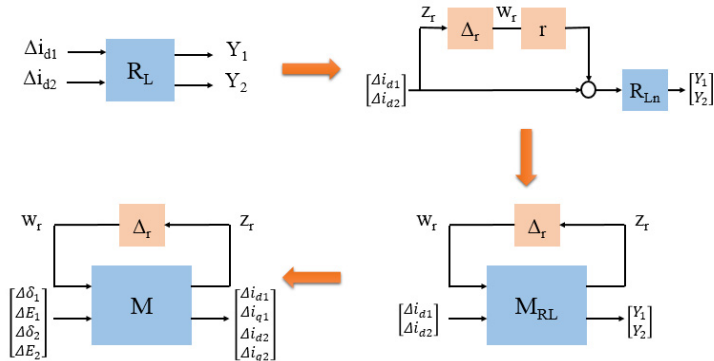 Δi_d1 Y_1
R_L
Δi_d2 Y_2
Z_r W_r
Δ_r r
[Δi_d1 Δi_d2]
R_Ln
[Y_1 Y_2]
W_r Z_r
Δ_r
[Δδ_1 ΔE_1 Δδ_2 ΔE_2]
M
[Δi_d1 Δi_q1 Δi_d2 Δi_q2]
W_r Z_r
Δ_r
[Δi_d1 Δi_d2]
M_RL
[Y_1 Y_2]